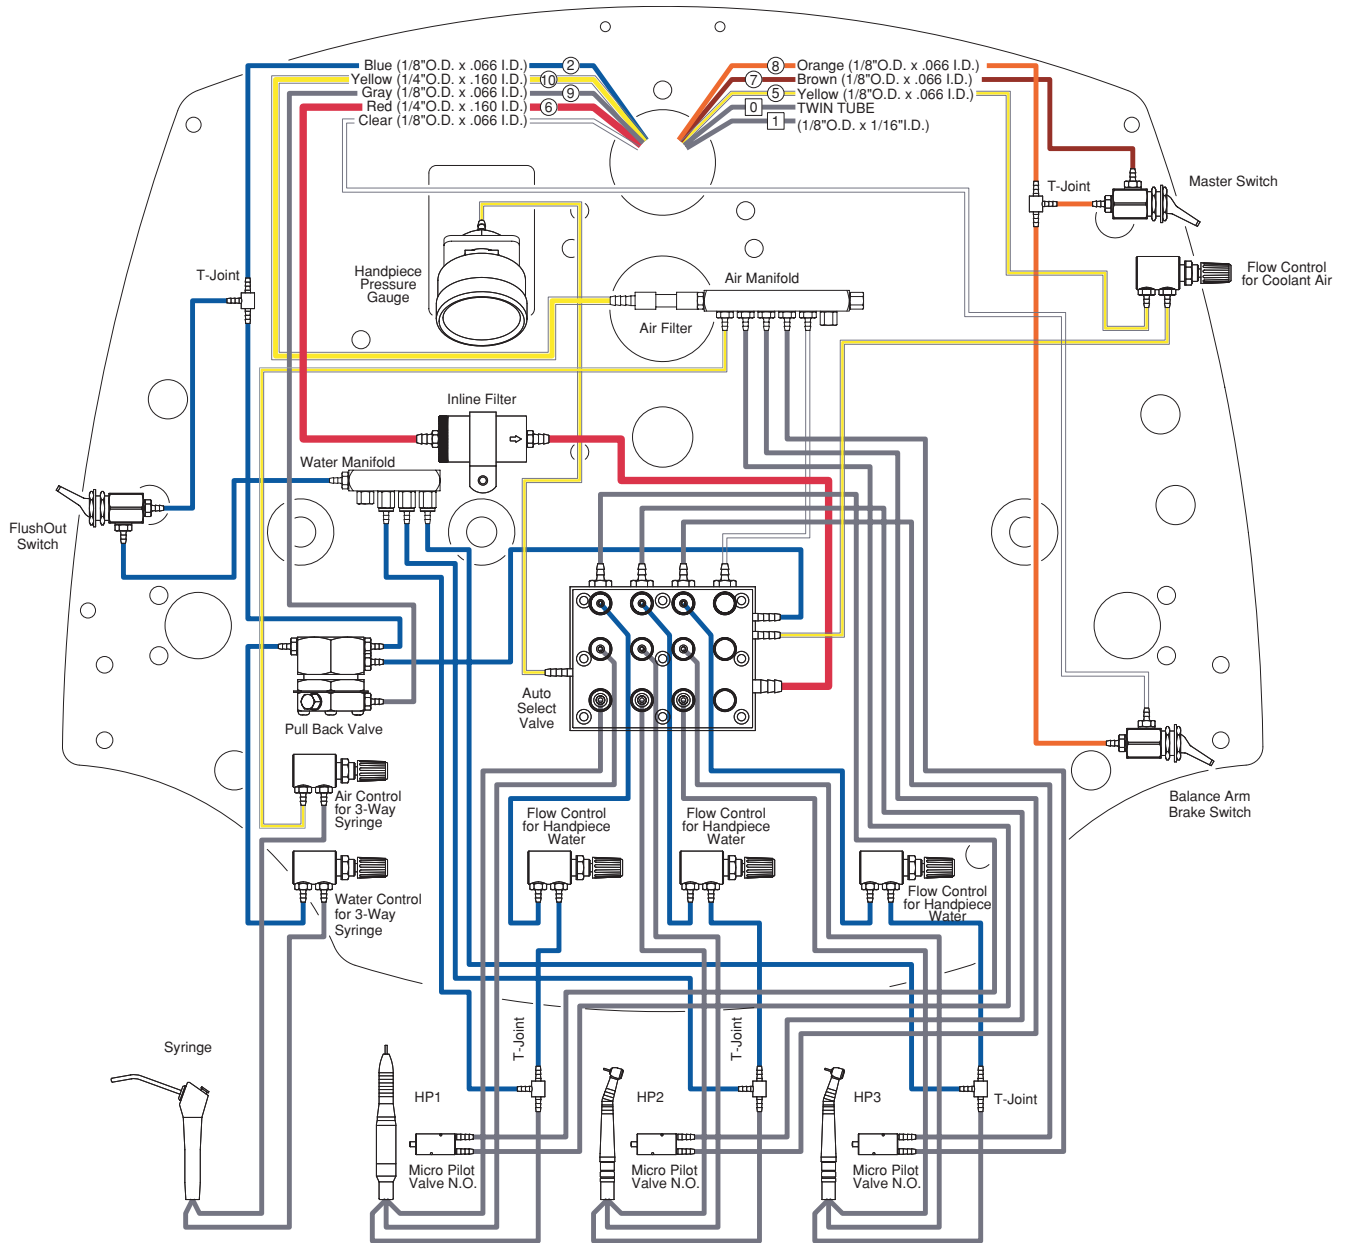 Blue (1/8"O.D. x .066 I.D.) 2
Yellow (1/4"O.D. x .160 I.D.) 10
Gray (1/8"O.D. x .066 I.D.) 9
Red (1/4"O.D. x .160 I.D.) 6
Clear (1/8"O.D. x .066 I.D.)
8 Orange (1/8"O.D. x .066 I.D.)
7 Brown (1/8"O.D. x .066 I.D.)
5 Yellow (1/8"O.D. x .066 I.D.)
0 TWIN TUBE
1 (1/8"O.D. x 1/16"I.D.)
T-Joint
Master Switch
T-Joint
Handpiece
Pressure
Gauge
Air Manifold
Air Filter
Flow Control
for Coolant Air
Inline Filter
Water Manifold
FlushOut
Switch
Auto
Select
Valve
Pull Back Valve
Air Control
for 3-Way
Syringe
Balance Arm
Brake Switch
Flow Control
for Handpiece
Water
Flow Control
for Handpiece
Water
Flow Control
for Handpiece
Water
Water Control
for 3-Way
Syringe
T-Joint
T-Joint
Syringe
HP1
HP2
HP3
T-Joint
Micro Pilot
Valve N.O.
Micro Pilot
Valve N.O.
Micro Pilot
Valve N.O.